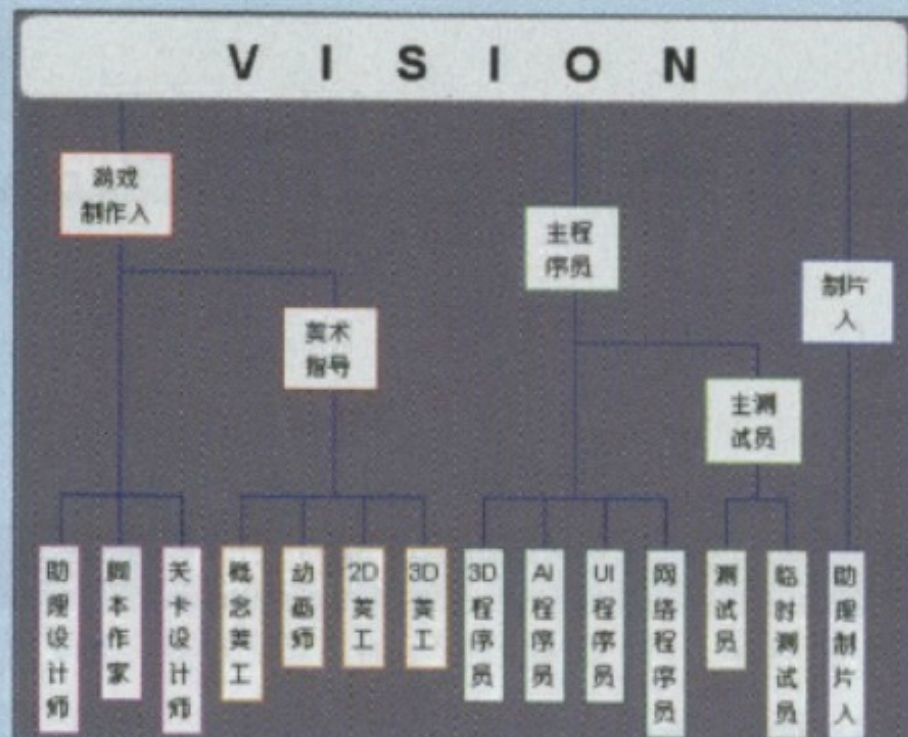 V I S I O N
游戏
制作人
主程
序员
制片
人
美术
指导
主测
试员
助理设计师
脚本作家
关卡设计师
概念美工
动画师
2D美工
3D美工
3D程序员
AI程序员
UI程序员
网络程序员
测试员
临时测试员
助理制片人